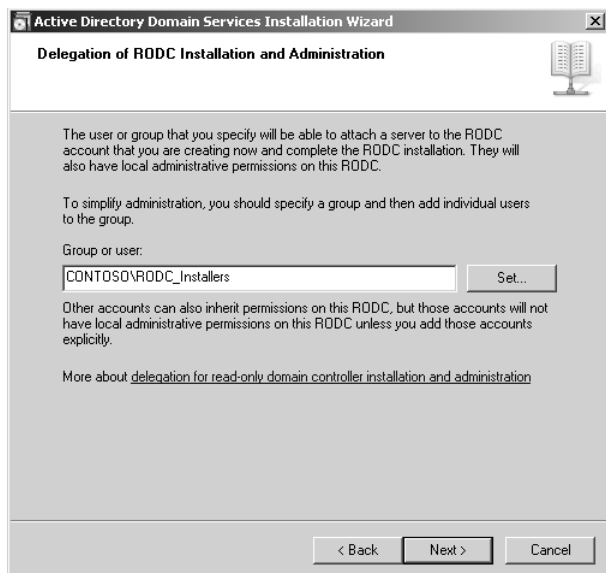 Active Directory Domain Services Installation Wizard
Delegation of RODC Installation and Administration
The user or group that you specify will be able to attach a server to the RODC
account that you are creating now and complete the RODC installation. They will
also have local administrative permissions on this RODC.
To simplify administration, you should specify a group and then add individual users
to the group.
Group or user:
CONTOSO\RODC_Installers
Set...
Other accounts can also inherit permissions on this RODC, but those accounts will not
have local administrative permissions on this RODC unless you add those accounts
explicitly.
More about delegation for read-only domain controller installation and administration
< Back Next > Cancel